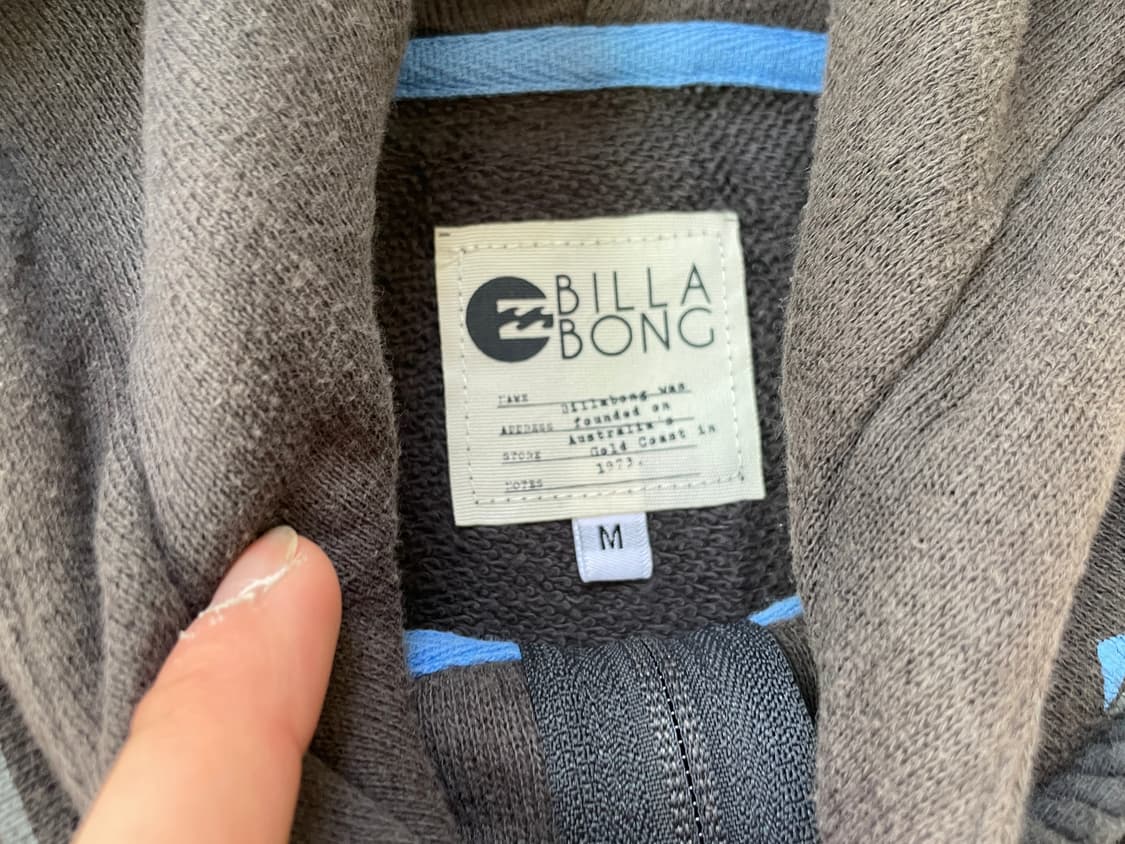 BILLA
BONG
NAME
Billabong was
ADDRESS
founded on
Australia's
STORE
Gold Coast in
1973.
NOTES
M